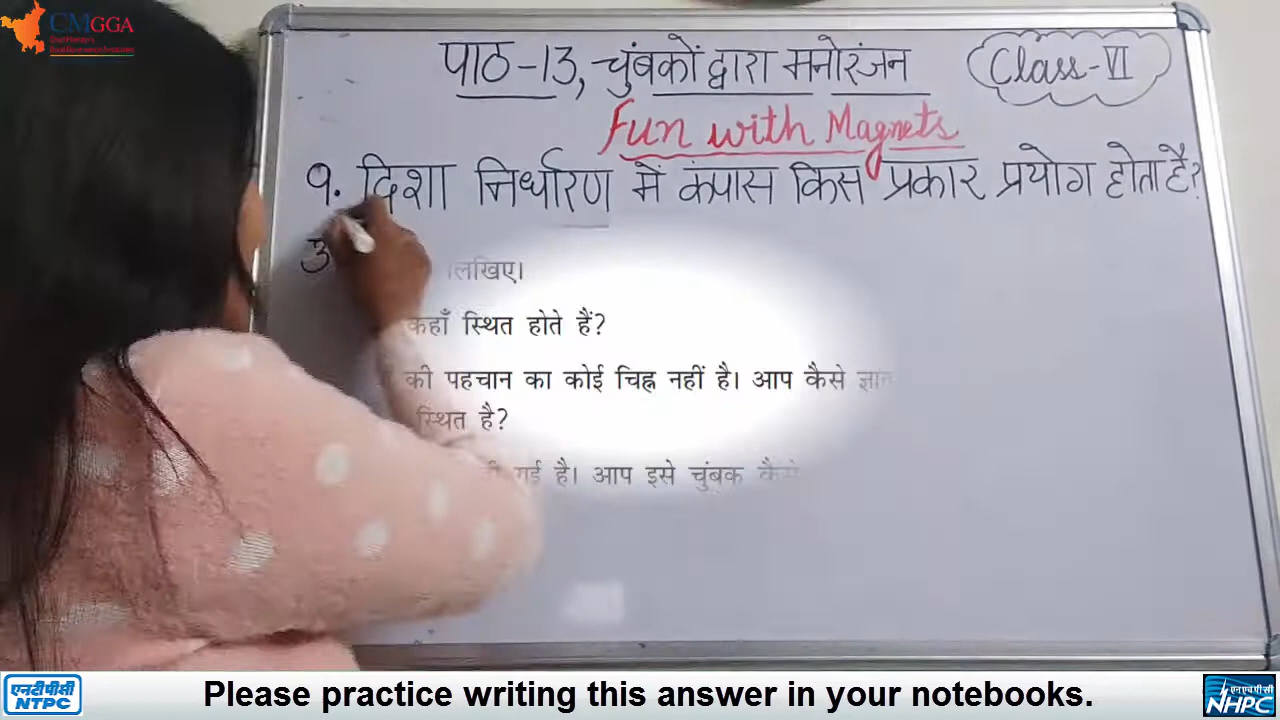 CMGGA
पाठ-13, चुंबकों द्वारा मनोरंजन
Class-VI
Fun with Magnets
9. दिशा निर्धारण में कंपास किस प्रकार प्रयोग होता है?
उ
लिखिए।
कहाँ स्थित होते हैं?
की पहचान का कोई चिह्न नहीं है। आप कैसे
स्थित है?
गई है। आप इसे चुंबक कैसे
Please practice writing this answer in your notebooks.
एनटीपीसी
NTPC
एनएचपीसी
NHPC